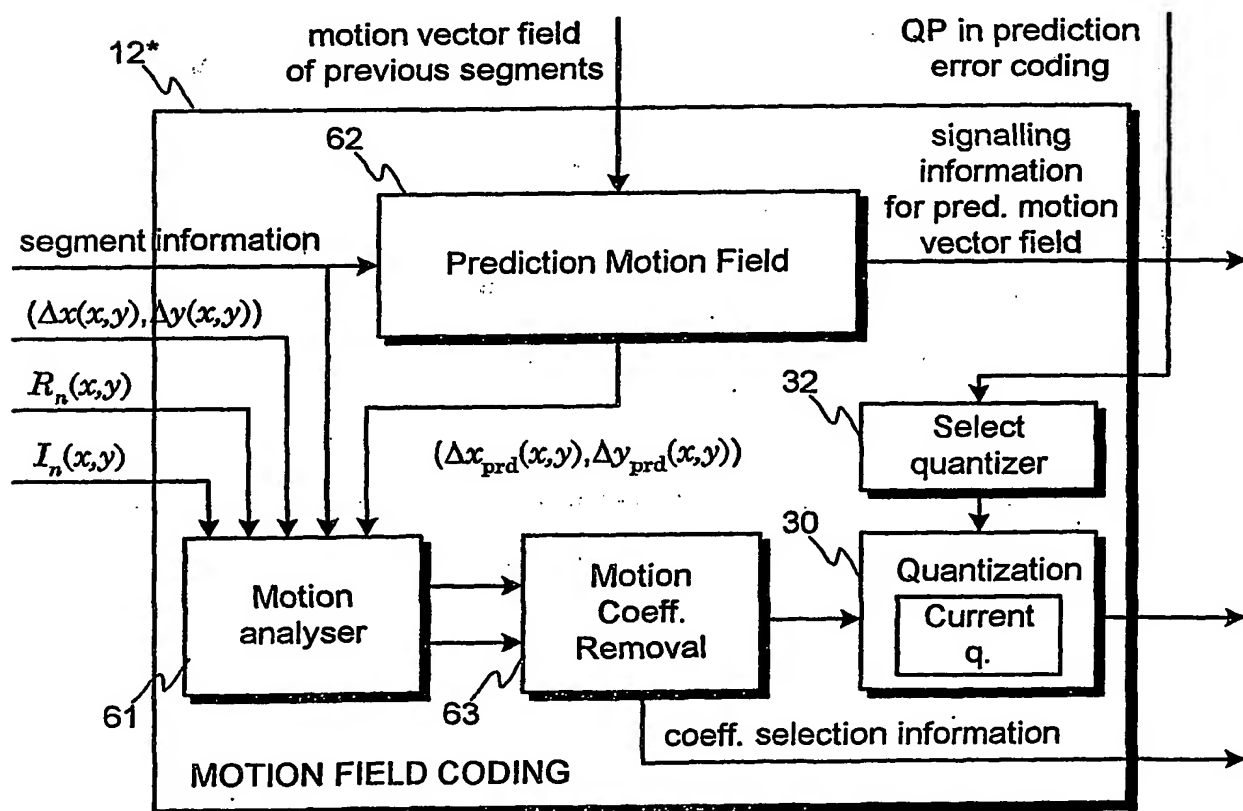 12*
motion vector field
of previous segments
QP in prediction
error coding
62
signalling
information
for pred. motion
vector field
segment information
Prediction Motion Field
(Δx(x,y),Δy(x,y))
R_n(x,y)
I_n(x,y)
(Δx_prd(x,y),Δy_prd(x,y))
32
Select
quantizer
30
Motion
analyser
Motion
Coeff.
Removal
Quantization
Current
q.
61
63
coeff. selection information
MOTION FIELD CODING